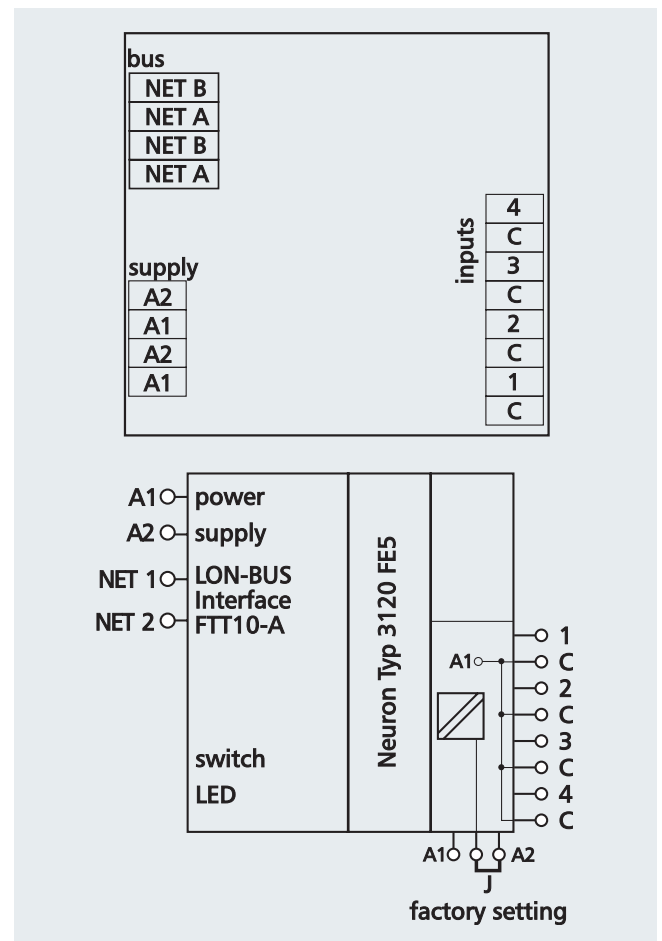 bus
NET B
NET A
NET B
NET A
inputs
4
C
3
C
2
C
1
C
supply
A2
A1
A2
A1
A1 power
A2 supply
NET 1 LON-BUS
Interface
NET 2 FTT10-A
switch
LED
Neuron Typ 3120 FE5
1
A1 C
2
C
3
C
4
C
A1 A2
J
factory setting